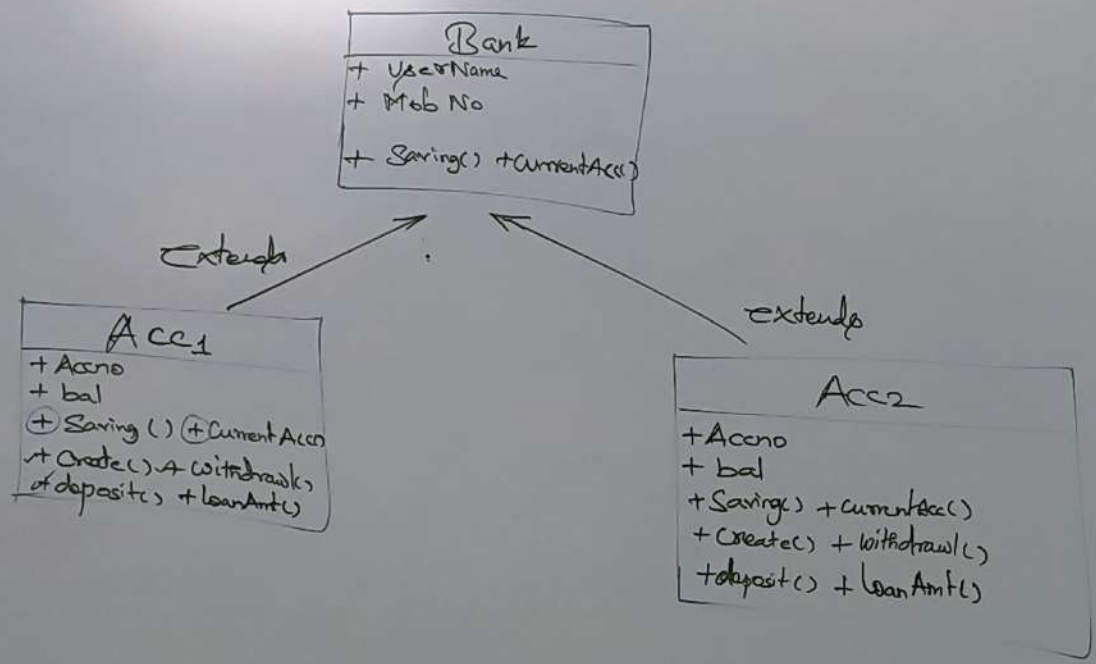 Bank
+ UserName
+ Mob No
+ Saving() +CurrentAcc()
Extends
extends
Acc1
+ Accno
+ bal
+ Saving () + CurrentAcc()
+ Create() + withdrawl()
+ deposit() + loanAmt()
Acc2
+Accno
+ bal
+Saving() +CurrentAcc()
+Create() + withdrawl()
+deposit() + loanAmt()